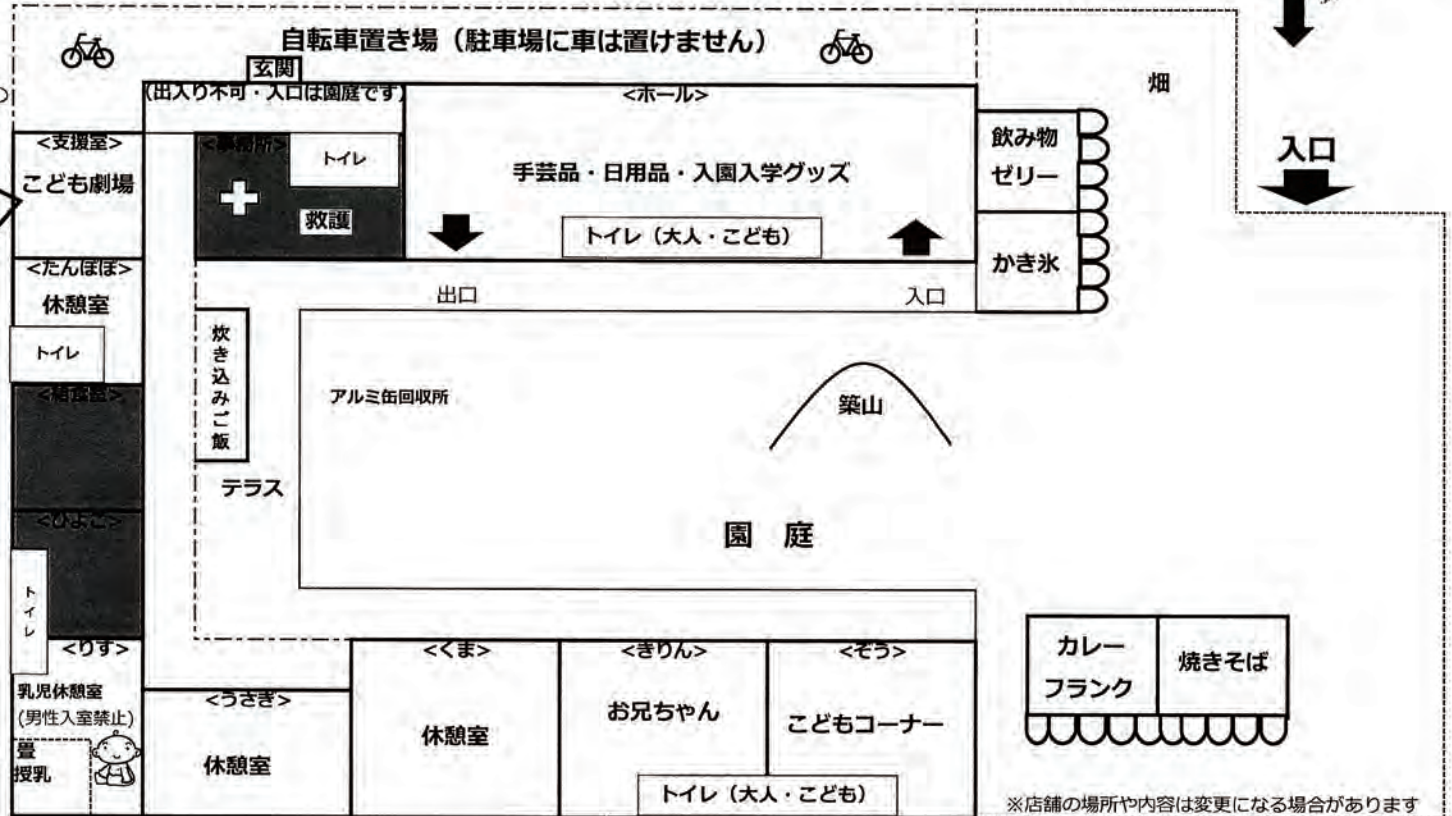 自転車置き場（駐車場に車は置けません）
玄関
（出入り不可・入口は園庭です）
<ホール>
畑
<支援室>
こども劇場
<事務所>
トイレ
救護
手芸品・日用品・入園入学グッズ
トイレ（大人・こども）
飲み物
ゼリー
入口
かき氷
<たんぽぽ>
休憩室
トイレ
出口
入口
炊き込みご飯
アルミ缶回収所
築山
<給食室>
テラス
<ひよこ>
園 庭
トイレ
<りす>
乳児休憩室
(男性入室禁止)
畳
授乳
<うさぎ>
休憩室
<くま>
休憩室
<きりん>
お兄ちゃん
<ぞう>
こどもコーナー
トイレ（大人・こども）
カレー
フランク
焼きそば
※店舗の場所や内容は変更になる場合があります